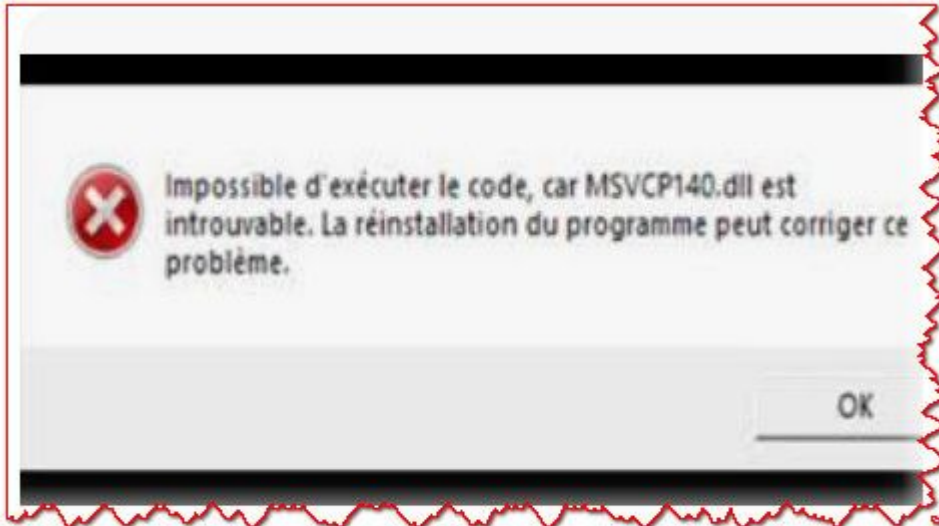 Impossible d'exécuter le code, car MSVCP140.dll est
introuvable. La réinstallation du programme peut corriger ce
problème.
OK